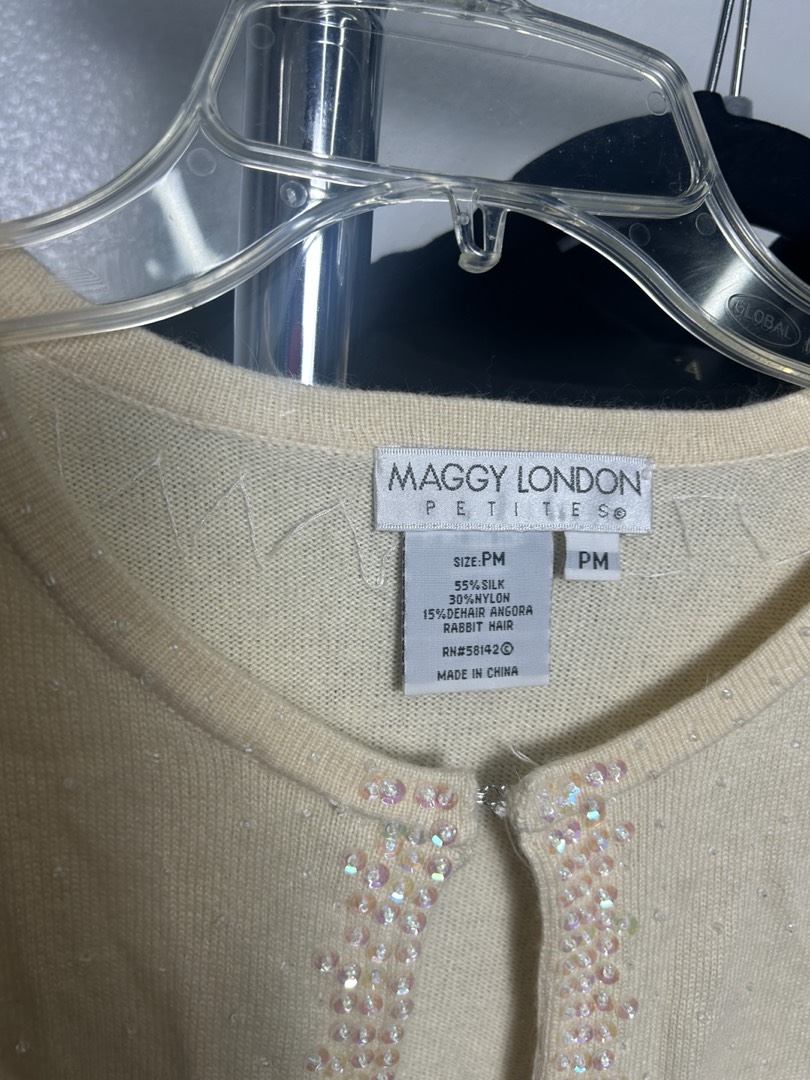 GLOBAL
MAGGY LONDON
PETITES©
SIZE:PM
PM
55%SILK
30%NYLON
15%DEHAIR ANGORA
RABBIT HAIR
RN#58142©
MADE IN CHINA